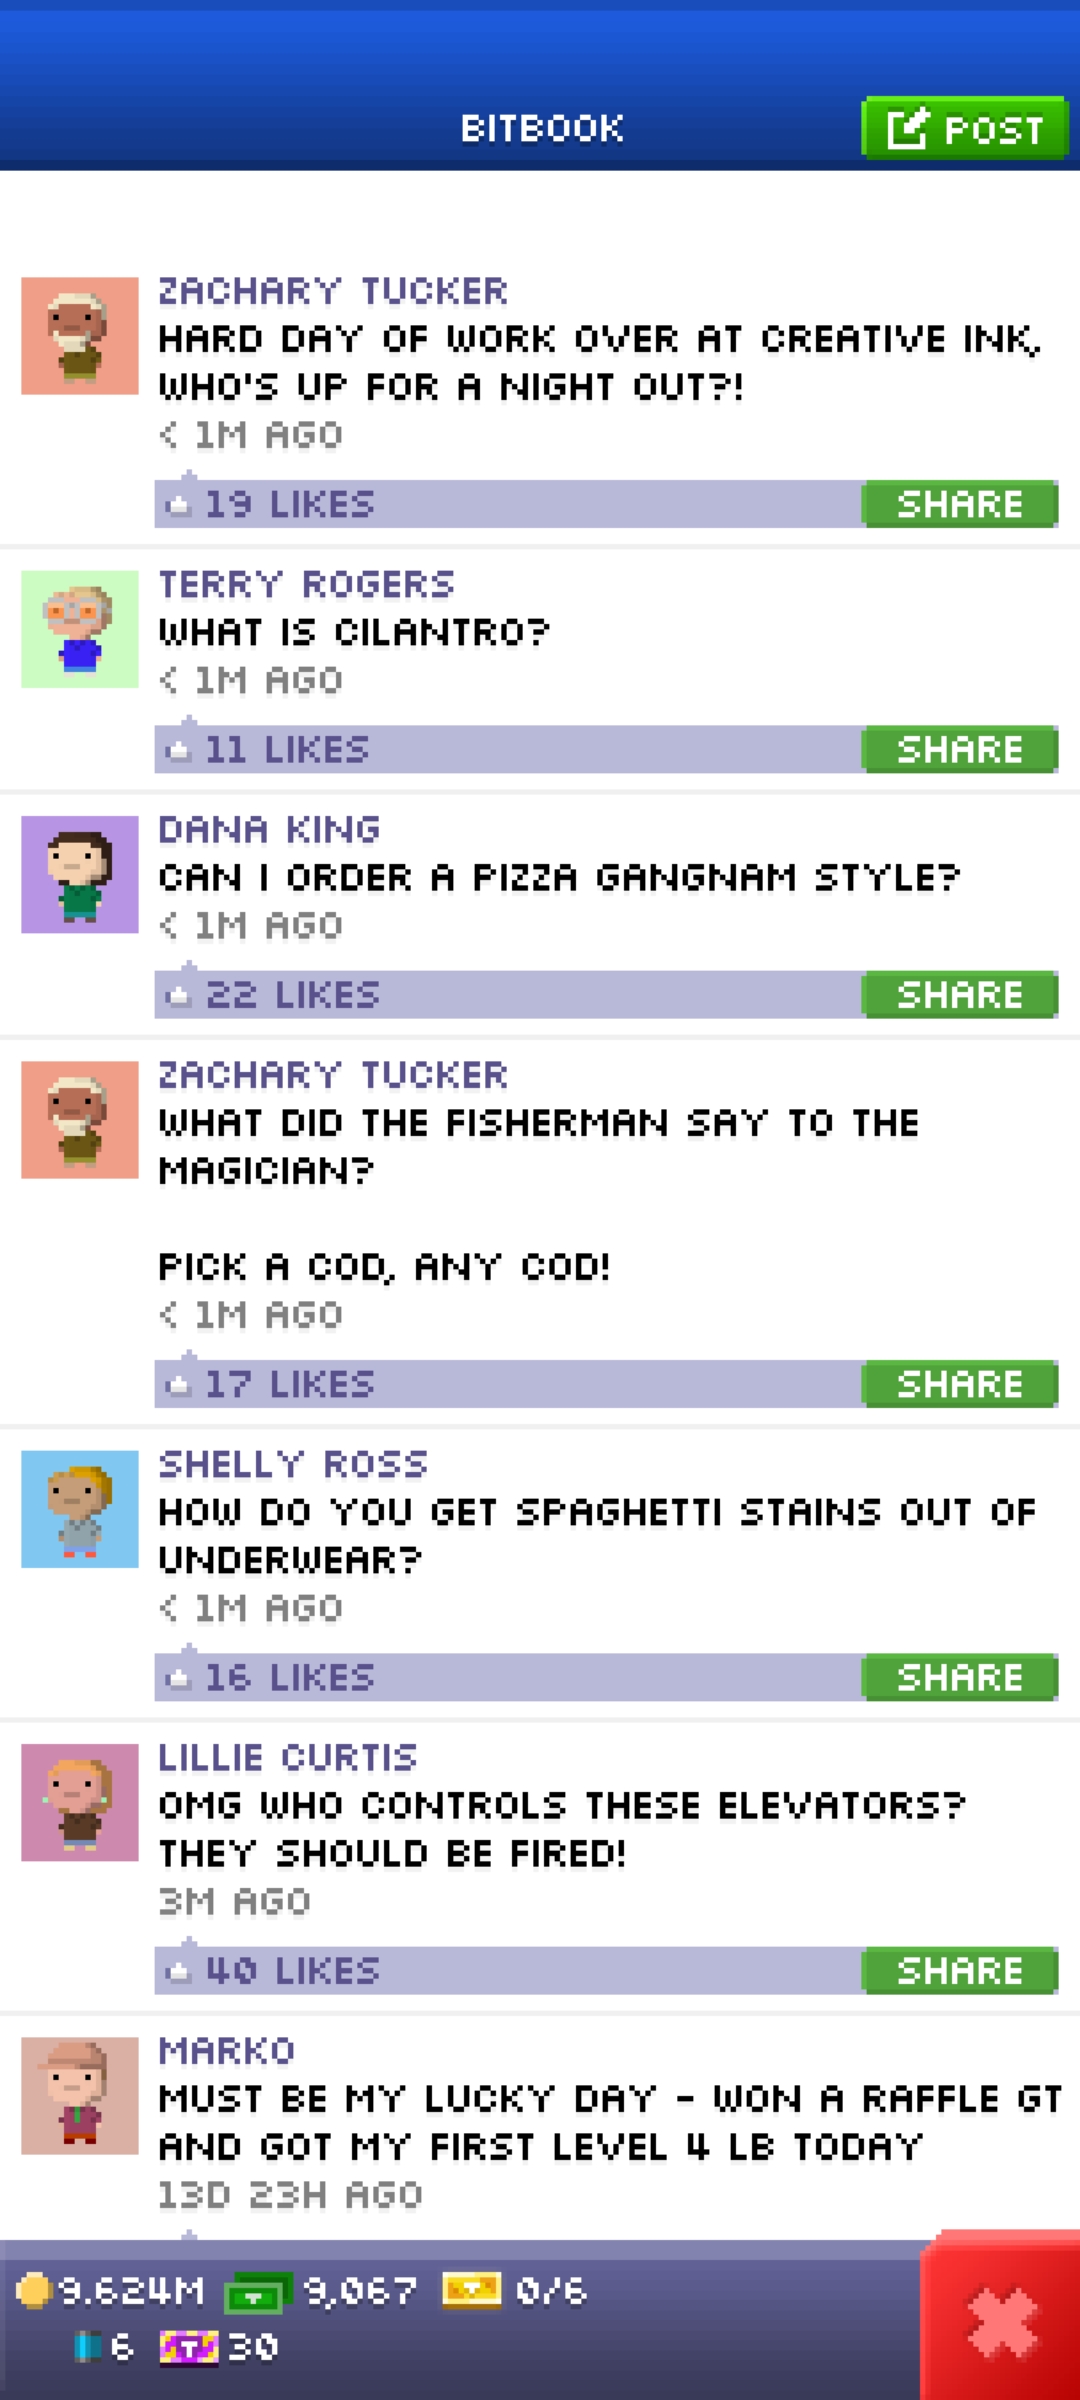 BITBOOK
POST
ZACHARY TUCKER
HARD DAY OF WORK OVER AT CREATIVE INK,
WHO'S UP FOR A NIGHT OUT?!
< 1M AGO
19 LIKES
SHARE
TERRY ROGERS
WHAT IS CILANTRO?
< 1M AGO
11 LIKES
SHARE
DANA KING
CAN I ORDER A PIZZA GANGNAM STYLE?
< 1M AGO
22 LIKES
SHARE
ZACHARY TUCKER
WHAT DID THE FISHERMAN SAY TO THE
MAGICIAN?
PICK A COD, ANY COD!
< 1M AGO
17 LIKES
SHARE
SHELLY ROSS
HOW DO YOU GET SPAGHETTI STAINS OUT OF
UNDERWEAR?
< 1M AGO
16 LIKES
SHARE
LILLIE CURTIS
OMG WHO CONTROLS THESE ELEVATORS?
THEY SHOULD BE FIRED!
3M AGO
40 LIKES
SHARE
MARKO
MUST BE MY LUCKY DAY - WON A RAFFLE GT
AND GOT MY FIRST LEVEL 4 LB TODAY
13D 23H AGO
9.624M 9,067 0/6
6 T 30